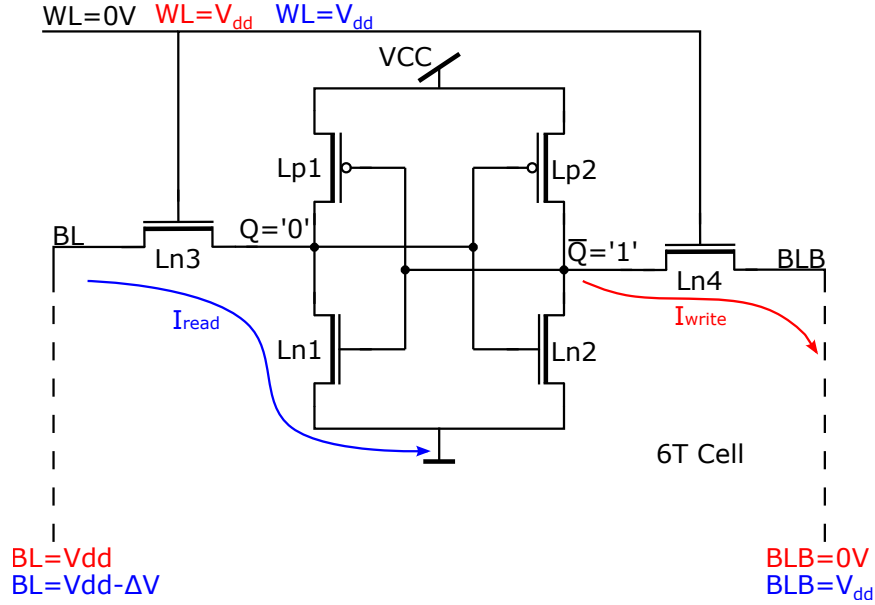 WL=0V WL=Vdd WL=Vdd
VCC
Lp1 Lp2
BL Q='0' Q̅='1' BLB
Ln3 Ln4
Iread Iwrite
Ln1 Ln2
6T Cell
BL=Vdd BLB=0V
BL=Vdd-ΔV BLB=Vdd